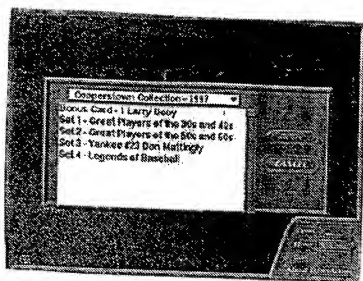 Cooperstown Collection - 1997
Bonus Card - 1 Larry Doby
Set 1 - Great Players of the 30s and 40s
Set 2 - Great Players of the 50s and 60s
Set 3 - Yankee #23 Don Mattingly
Set 4 - Legends of Baseball
CANCEL